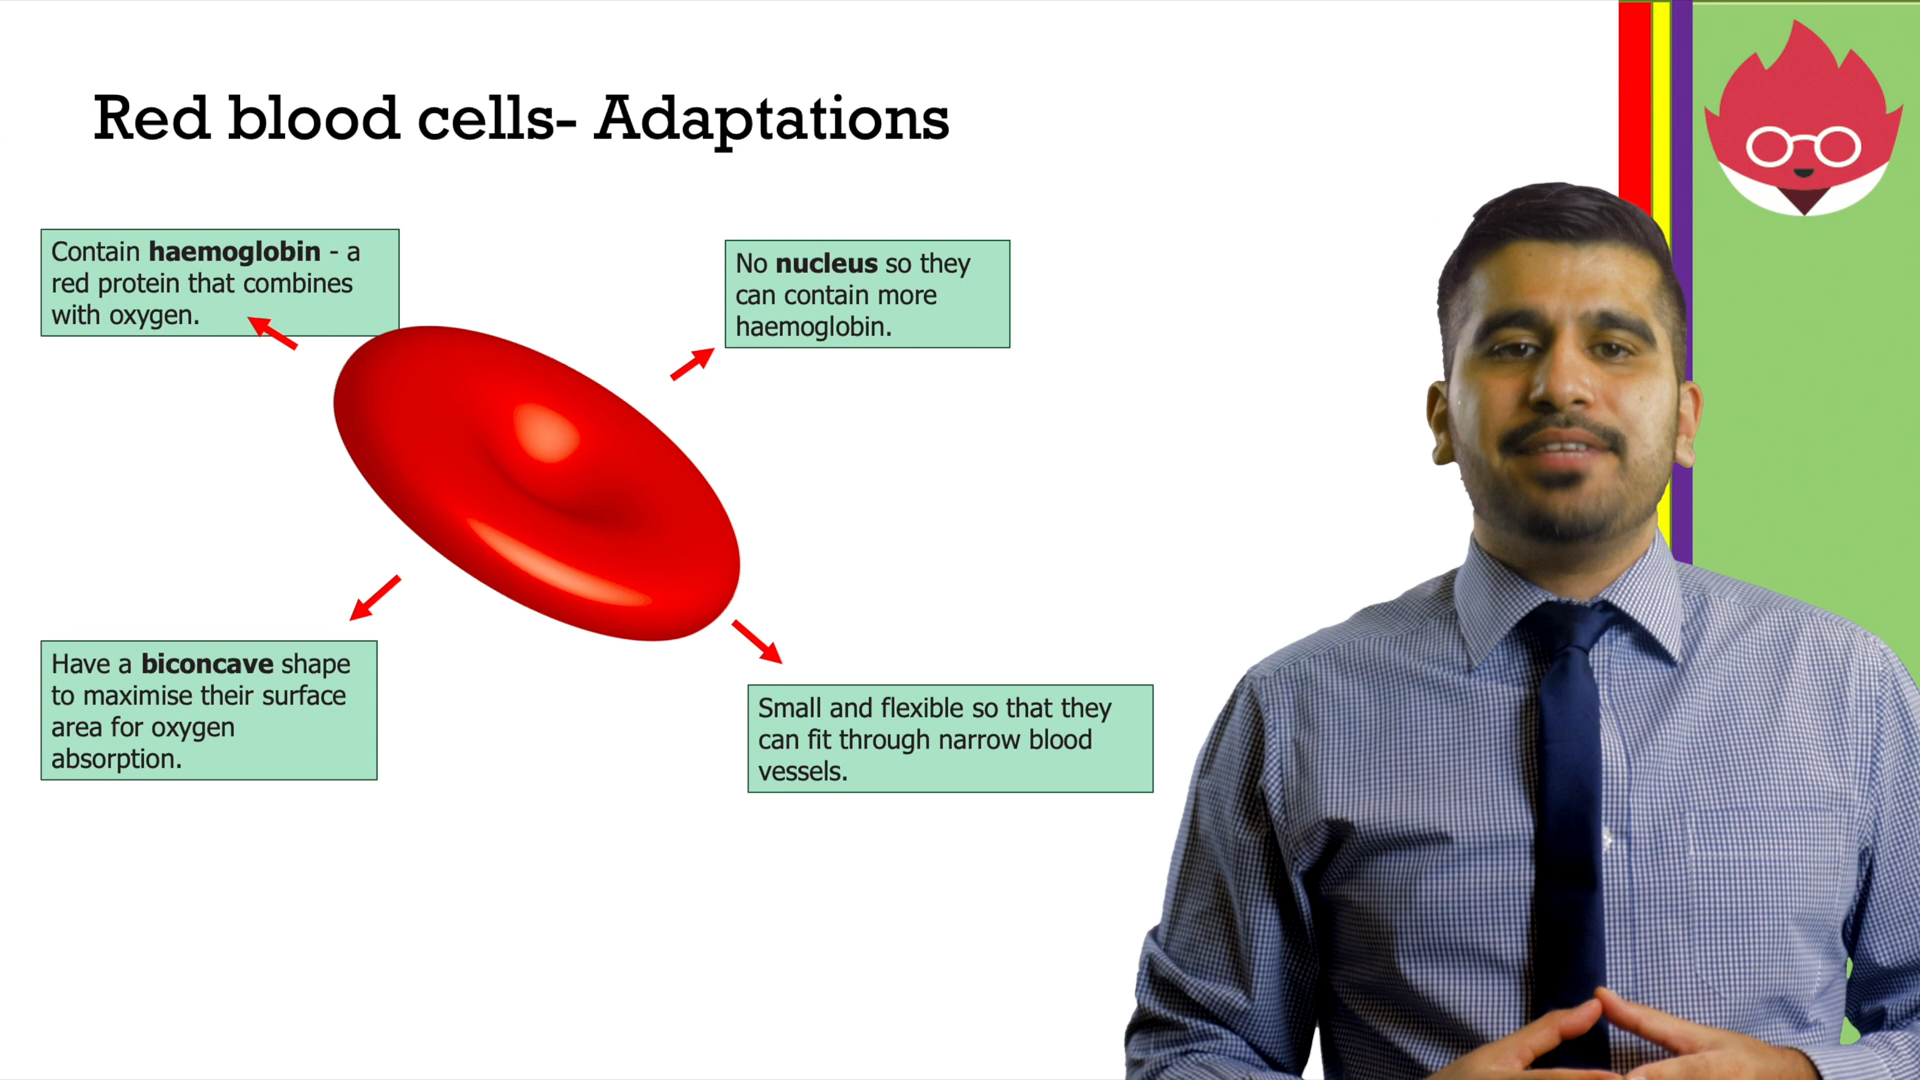 Red blood cells- Adaptations
Contain haemoglobin - a
red protein that combines
with oxygen.
No nucleus so they
can contain more
haemoglobin.
Have a biconcave shape
to maximise their surface
area for oxygen
absorption.
Small and flexible so that they
can fit through narrow blood
vessels.